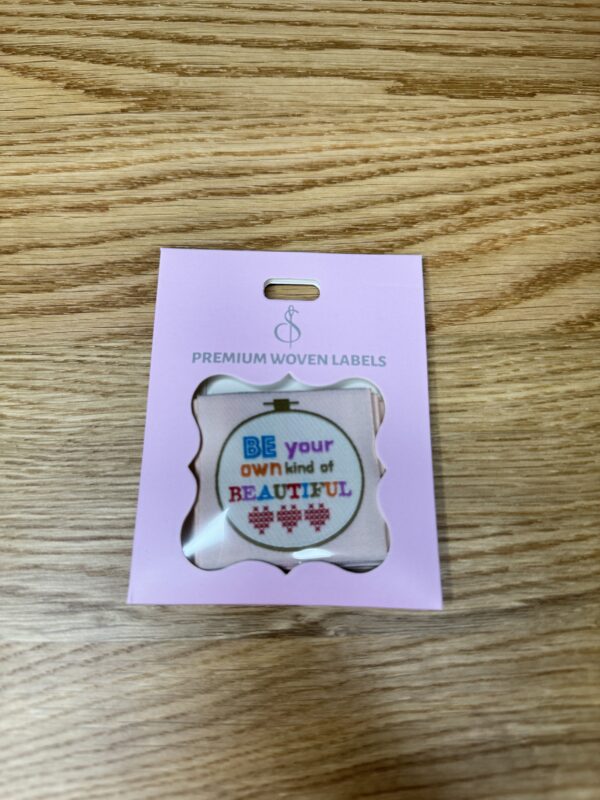 PREMIUM WOVEN LABELS
BE your
own kind of
BEAUTIFUL